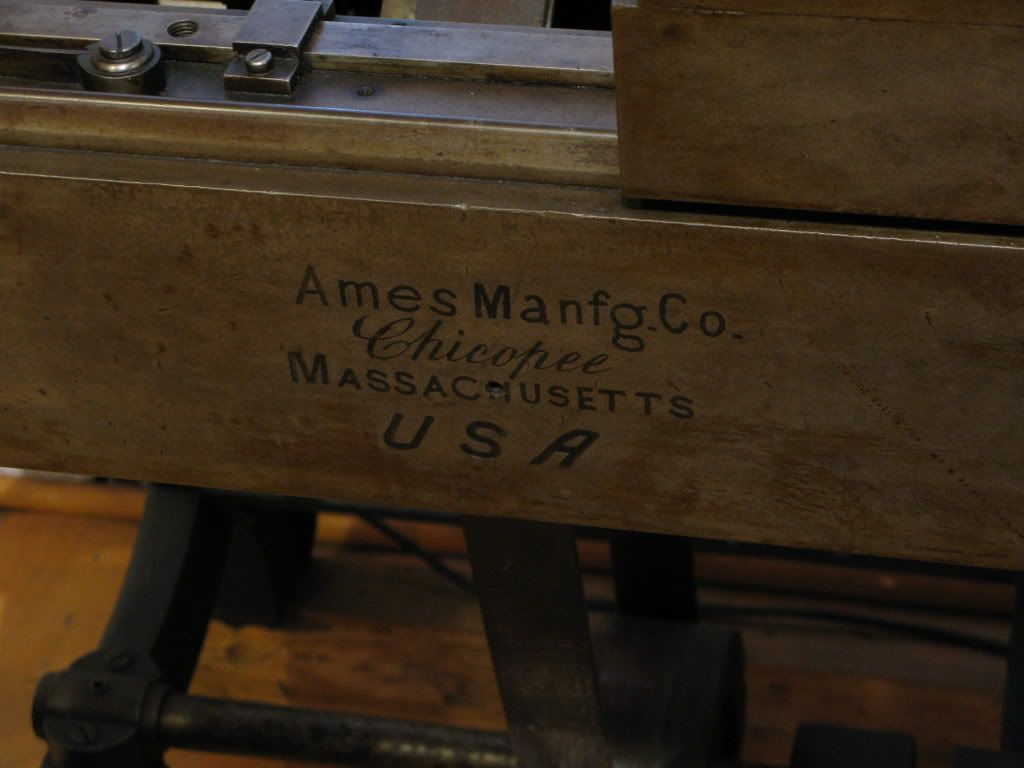 Ames Manfg. Co.
Chicopee
MASSACHUSETTS
USA